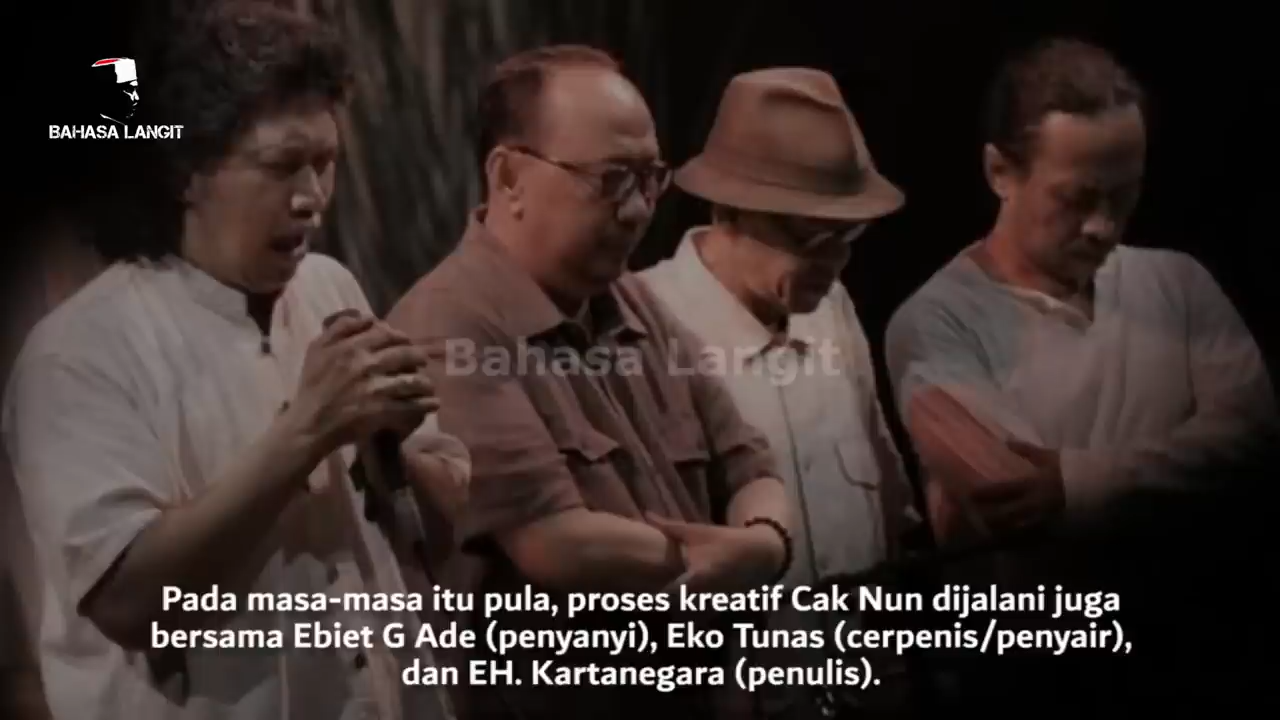 BAHASA LANGIT
Bahasa Langit
Pada masa-masa itu pula, proses kreatif Cak Nun dijalani juga
bersama Ebiet G Ade (penyanyi), Eko Tunas (cerpenis/penyair),
dan EH. Kartanegara (penulis).